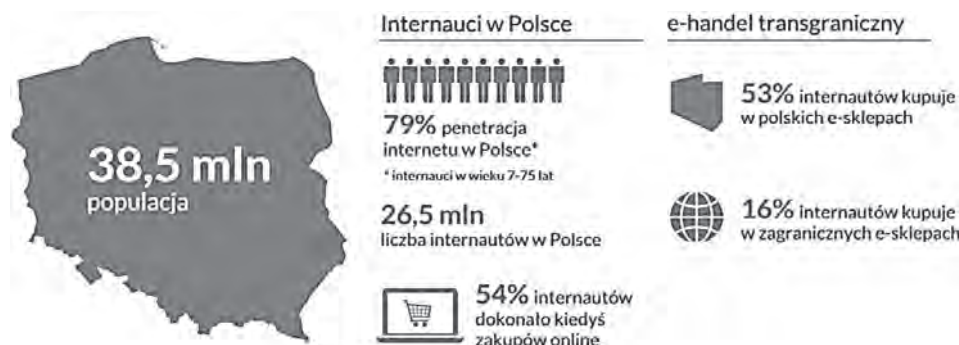 38,5 mln
populacja
Internauci w Polsce
79% penetracja
internetu w Polsce*
* internauci w wieku 7-75 lat
26,5 mln
liczba internautów w Polsce
54% internautów
dokonało kiedyś
zakupów online
e-handel transgraniczny
53% internautów kupuje
w polskich e-sklepach
16% internautów kupuje
w zagranicznych e-sklepach